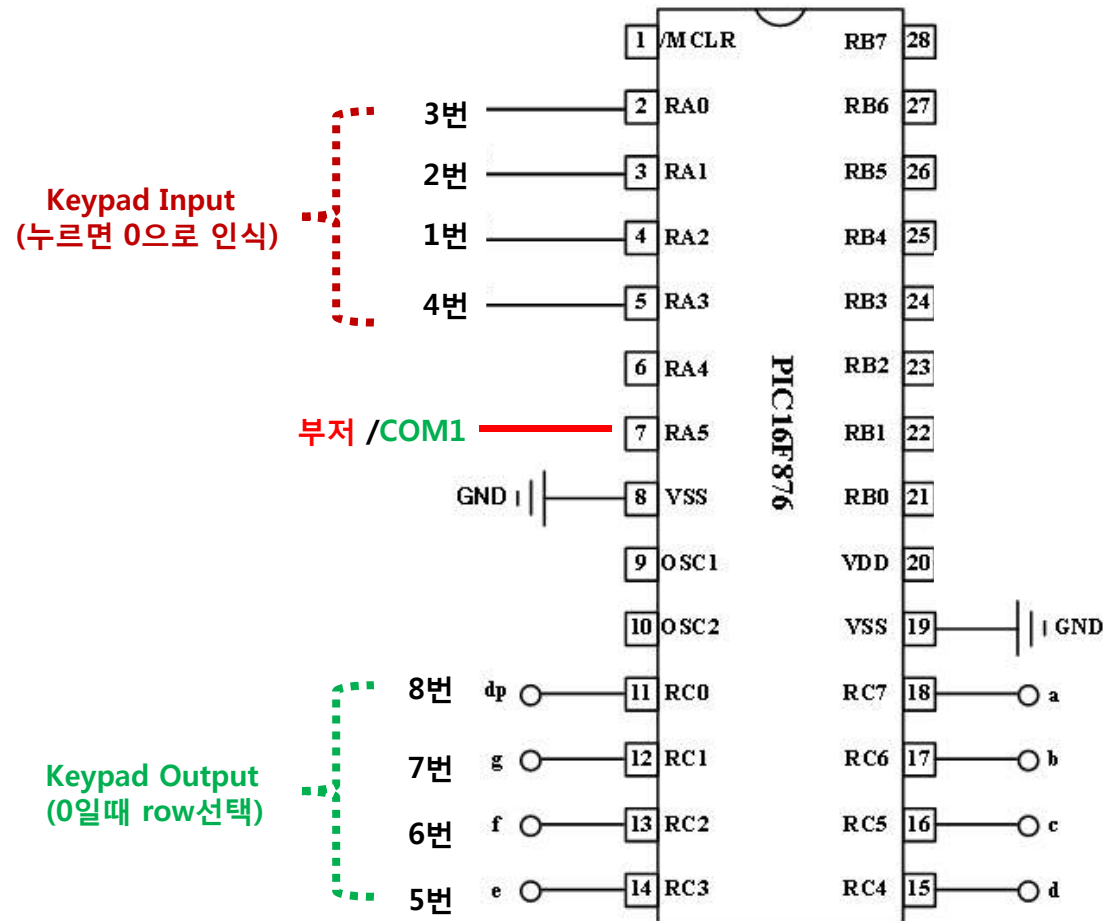 1 /MCLR RB7 28
3번 2 RA0 RB6 27
2번 3 RA1 RB5 26
Keypad Input
(누르면 0으로 인식)
1번 4 RA2 RB4 25
4번 5 RA3 RB3 24
6 RA4 RB2 23
부저 /COM1 7 RA5 RB1 22
GND 8 VSS RB0 21
9 OSC1 VDD 20
10 OSC2 VSS 19 GND
PIC16F876
8번 dp 11 RC0 RC7 18 a
7번 g 12 RC1 RC6 17 b
Keypad Output
(0일때 row선택)
6번 f 13 RC2 RC5 16 c
5번 e 14 RC3 RC4 15 d